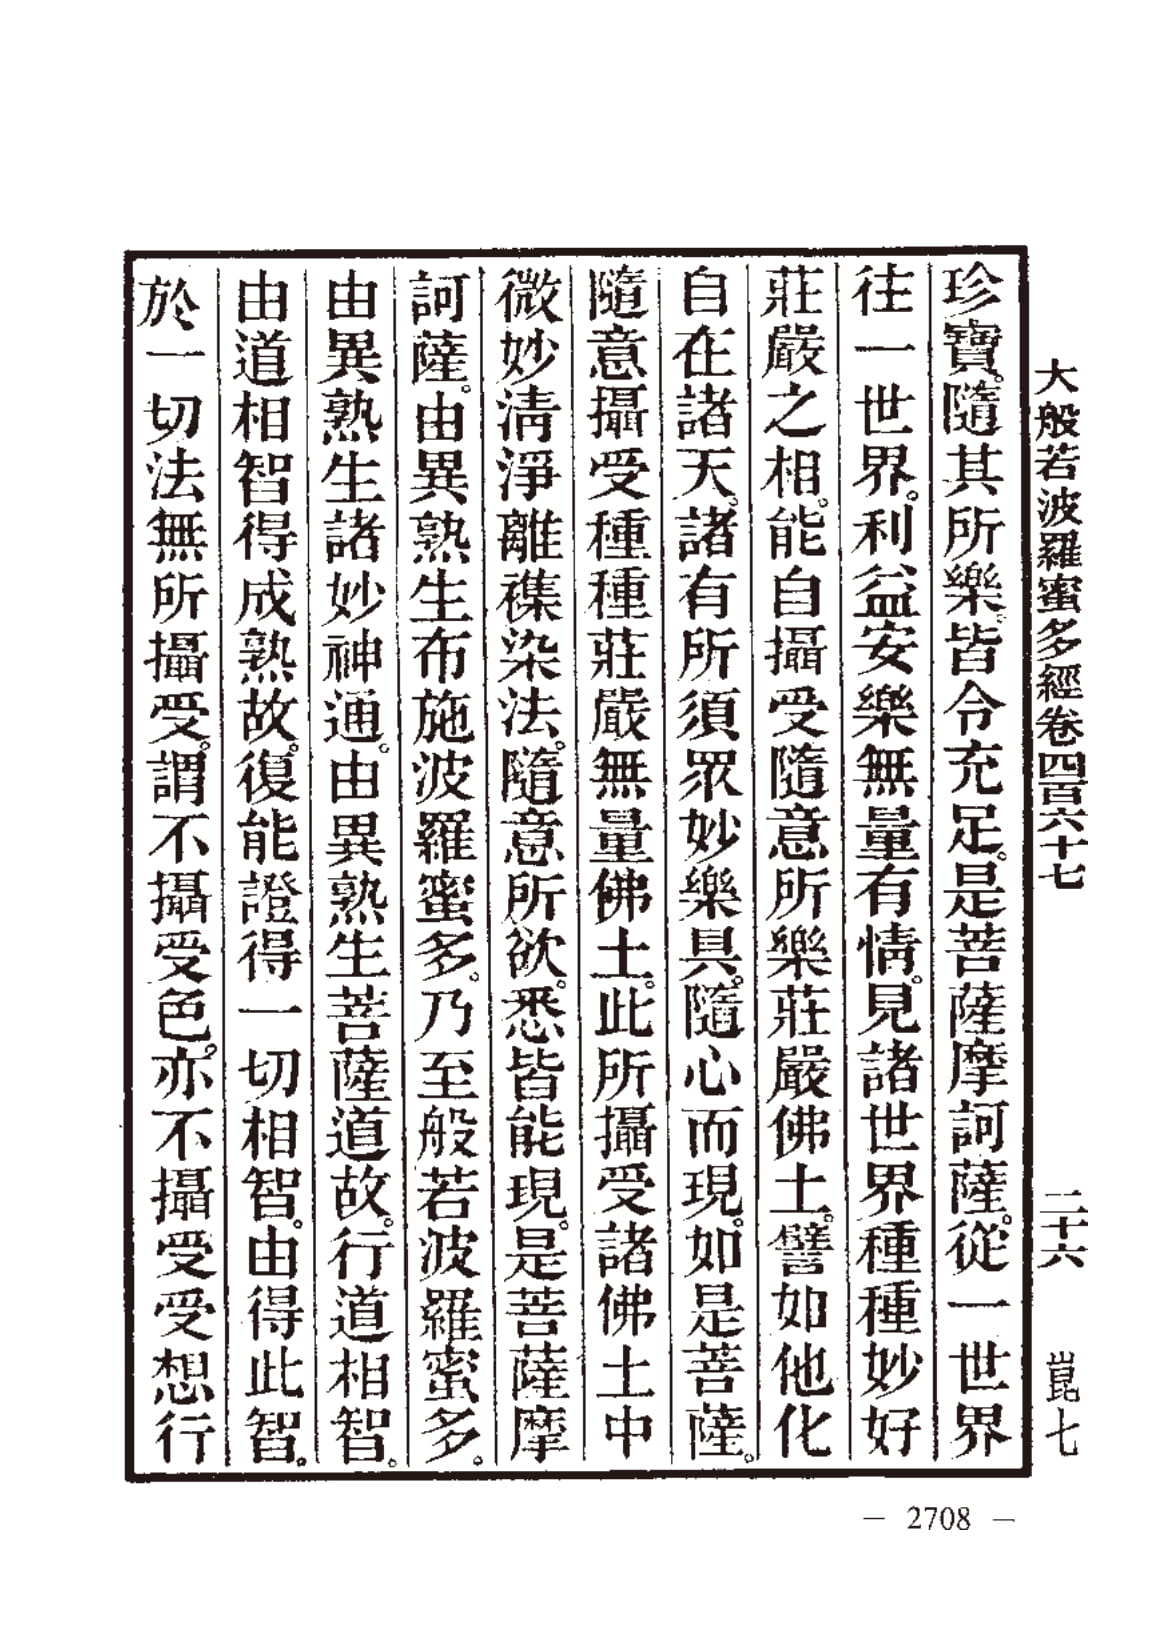 大般若波羅蜜多經卷四百六十七　二十六　崑七
珍寶。隨其所樂。皆令充足。是菩薩摩訶薩。從一世界
往一世界。利益安樂無量有情。見諸世界種種妙好
莊嚴之相。能自攝受隨意所樂莊嚴佛土。譬如他化
自在諸天。諸有所須眾妙樂具。隨心而現。如是菩薩。
隨意攝受種種莊嚴無量佛土。此所攝受諸佛土中
微妙清淨離襍染法。隨意所欲。悉皆能現。是菩薩摩
訶薩。由異熟生布施波羅蜜多。乃至般若波羅蜜多。
由異熟生諸妙神通。由異熟生菩薩道故。行道相智。
由道相智得成熟故。復能證得一切相智。由得此智。
於一切法無所攝受。謂不攝受色。亦不攝受受想行
— 2708 —